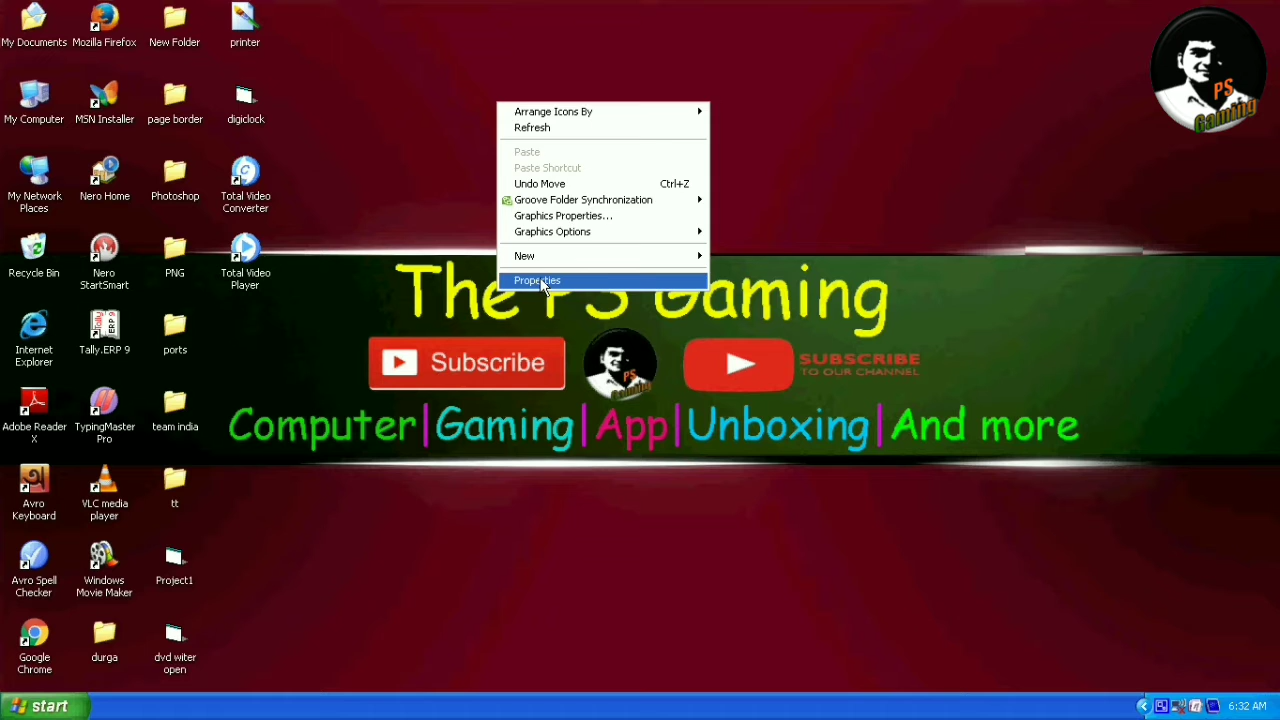 My Documents
Mozilla Firefox
New Folder
printer
My Computer
MSN Installer
page border
digiclock
My Network
Places
Nero Home
Photoshop
Total Video
Converter
Recycle Bin
Nero
StartSmart
PNG
Total Video
Player
Internet
Explorer
Tally.ERP 9
ports
Adobe Reader
X
TypingMaster
Pro
team india
Avro
Keyboard
VLC media
player
tt
Avro Spell
Checker
Windows
Movie Maker
Project1
Google
Chrome
durga
dvd witer
open
Arrange Icons By
Refresh
Paste
Paste Shortcut
Undo Move Ctrl+Z
Groove Folder Synchronization
Graphics Properties...
Graphics Options
New
Properties
PS
Gaming
The PS Gaming
Subscribe
PS
Gaming
SUBSCRIBE
TO OUR CHANNEL
Computer|Gaming|App|Unboxing|And more
start
6:32 AM